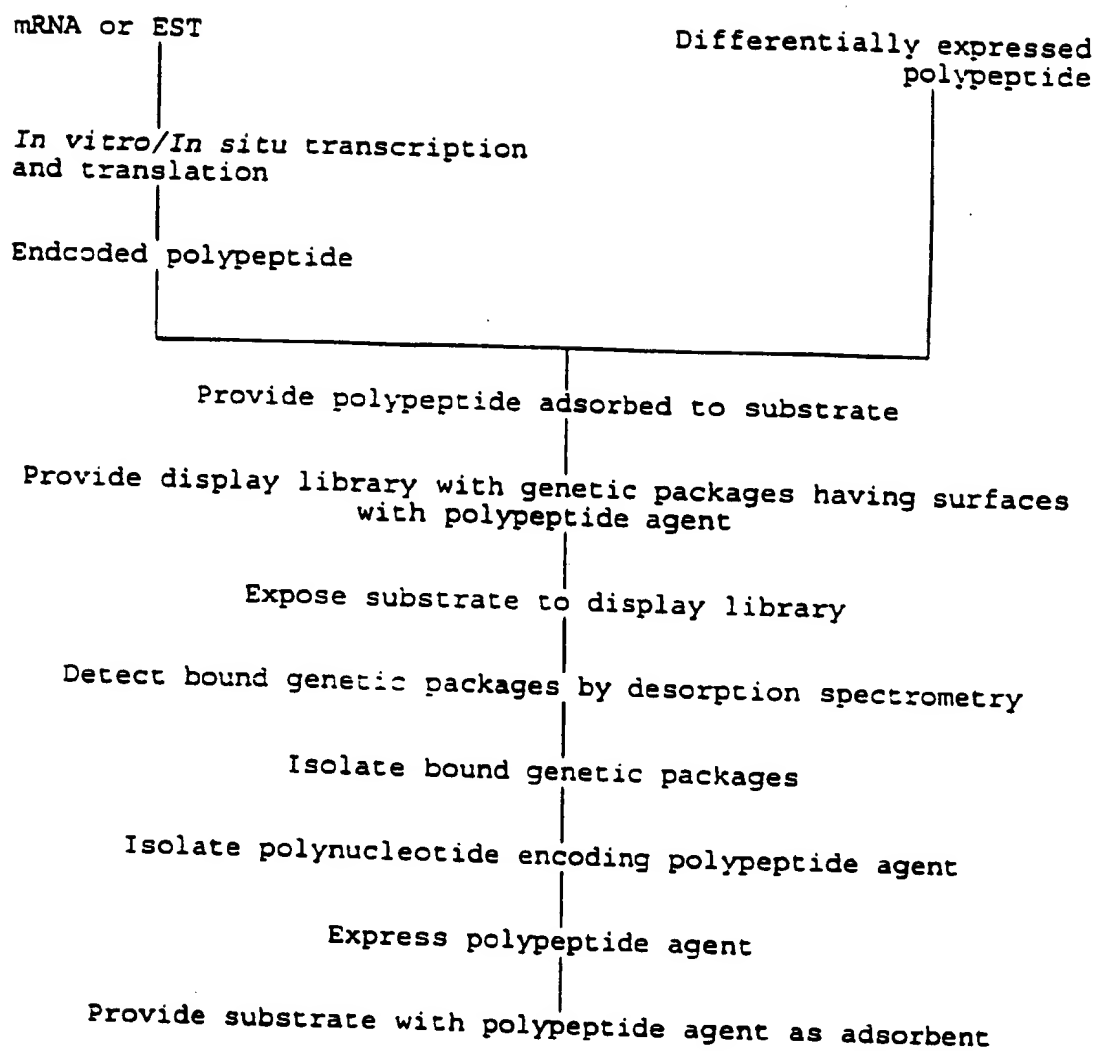 mRNA or EST
Differentially expressed
polypeptide
In vitro/In situ transcription
and translation
Endcoded polypeptide
Provide polypeptide adsorbed to substrate
Provide display library with genetic packages having surfaces
with polypeptide agent
Expose substrate to display library
Detect bound genetic packages by desorption spectrometry
Isolate bound genetic packages
Isolate polynucleotide encoding polypeptide agent
Express polypeptide agent
Provide substrate with polypeptide agent as adsorbent